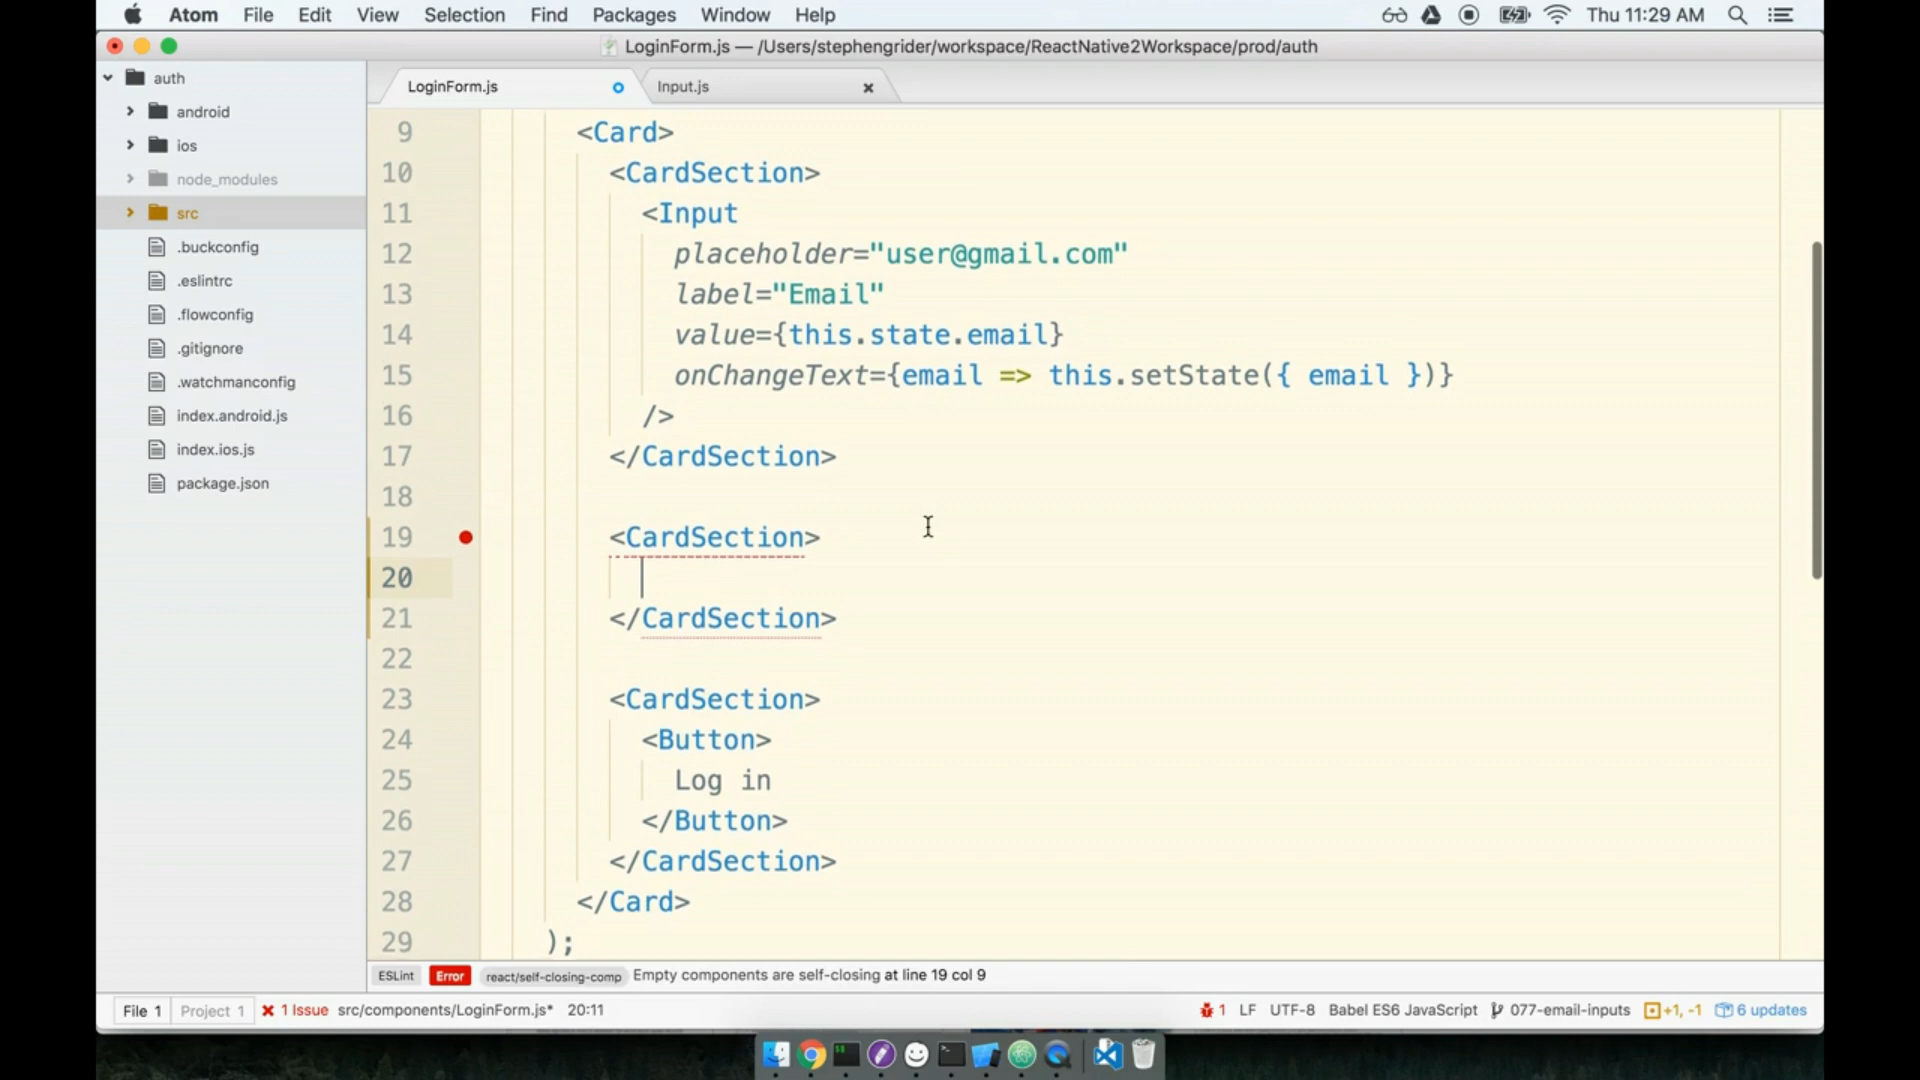 Atom File Edit View Selection Find Packages Window Help Thu 11:29 AM
LoginForm.js — /Users/stephengrider/workspace/ReactNative2Workspace/prod/auth
auth
android
ios
node_modules
src
.buckconfig
.eslintrc
.flowconfig
.gitignore
.watchmanconfig
index.android.js
index.ios.js
package.json
LoginForm.js Input.js
9 <Card>
10 <CardSection>
11 <Input
12 placeholder="user@gmail.com"
13 label="Email"
14 value={this.state.email}
15 onChangeText={email => this.setState({ email })}
16 />
17 </CardSection>
18
19 <CardSection>
20
21 </CardSection>
22
23 <CardSection>
24 <Button>
25 Log in
26 </Button>
27 </CardSection>
28 </Card>
29 );
ESLint Error react/self-closing-comp Empty components are self-closing at line 19 col 9
File 1 Project 1 1 Issue src/components/LoginForm.js* 20:11 1 LF UTF-8 Babel ES6 JavaScript 077-email-inputs +1, -1 6 updates